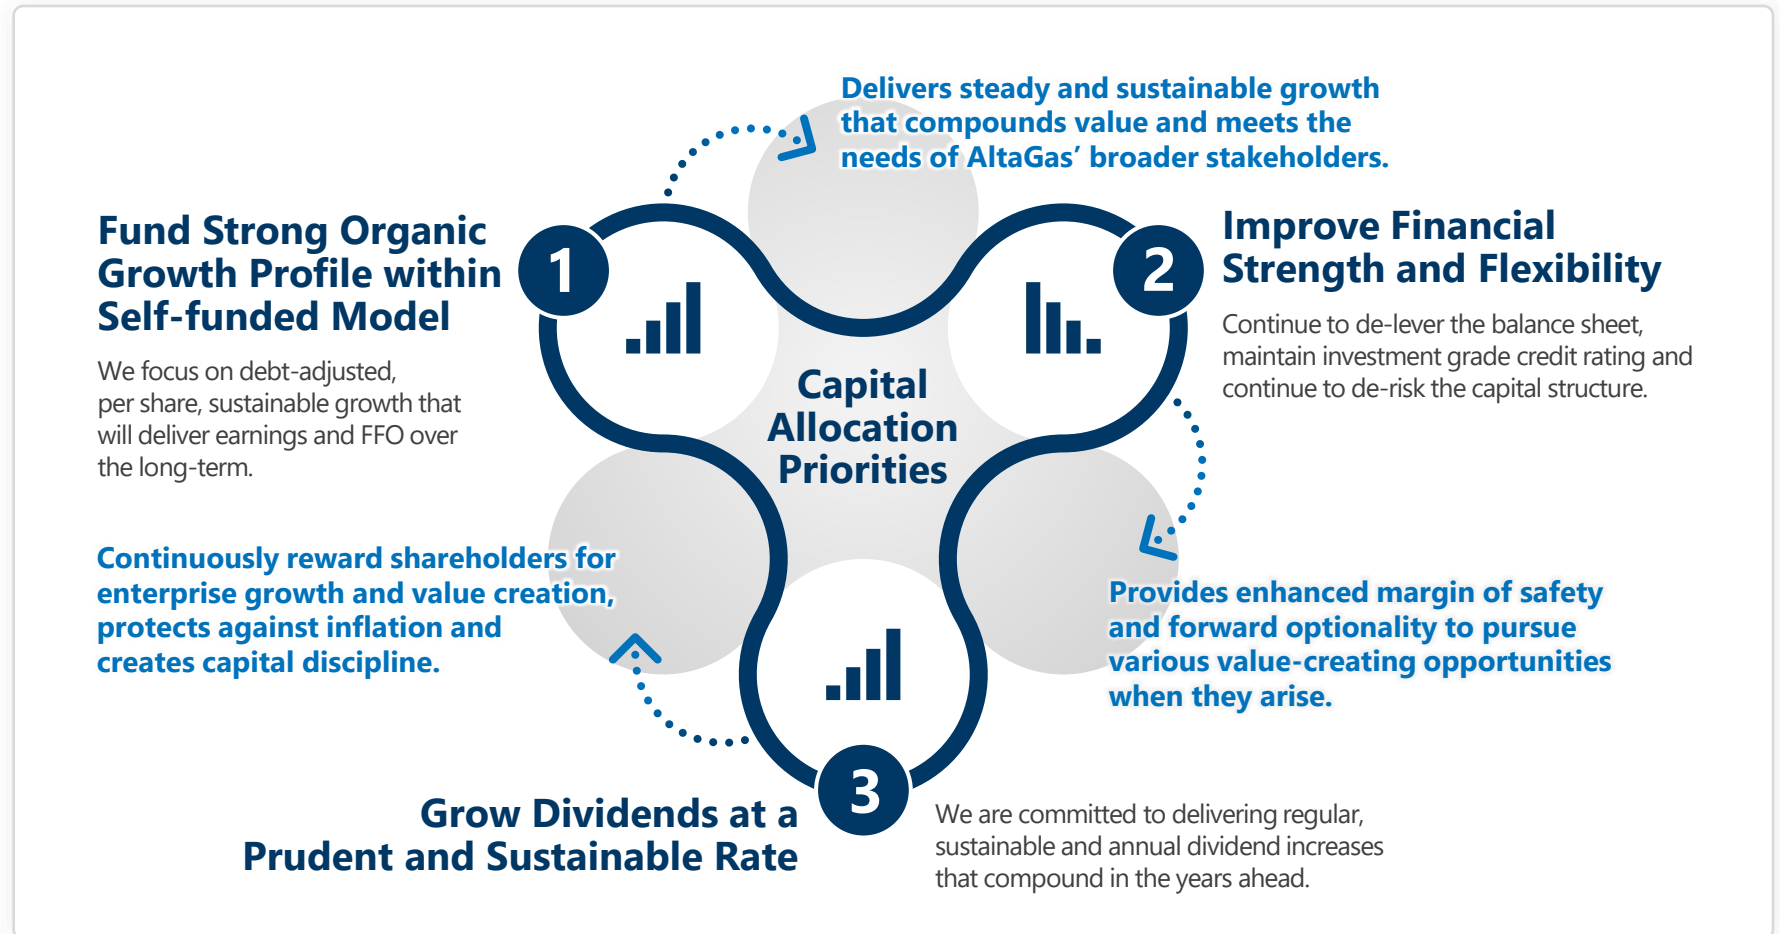 Delivers steady and sustainable growth
that compounds value and meets the
needs of AltaGas’ broader stakeholders.
1
Fund Strong Organic
Growth Profile within
Self-funded Model
We focus on debt-adjusted,
per share, sustainable growth that
will deliver earnings and FFO over
the long-term.
2
Improve Financial
Strength and Flexibility
Continue to de-lever the balance sheet,
maintain investment grade credit rating and
continue to de-risk the capital structure.
Capital
Allocation
Priorities
Continuously reward shareholders for
enterprise growth and value creation,
protects against inflation and
creates capital discipline.
Provides enhanced margin of safety
and forward optionality to pursue
various value-creating opportunities
when they arise.
3
Grow Dividends at a
Prudent and Sustainable Rate
We are committed to delivering regular,
sustainable and annual dividend increases
that compound in the years ahead.